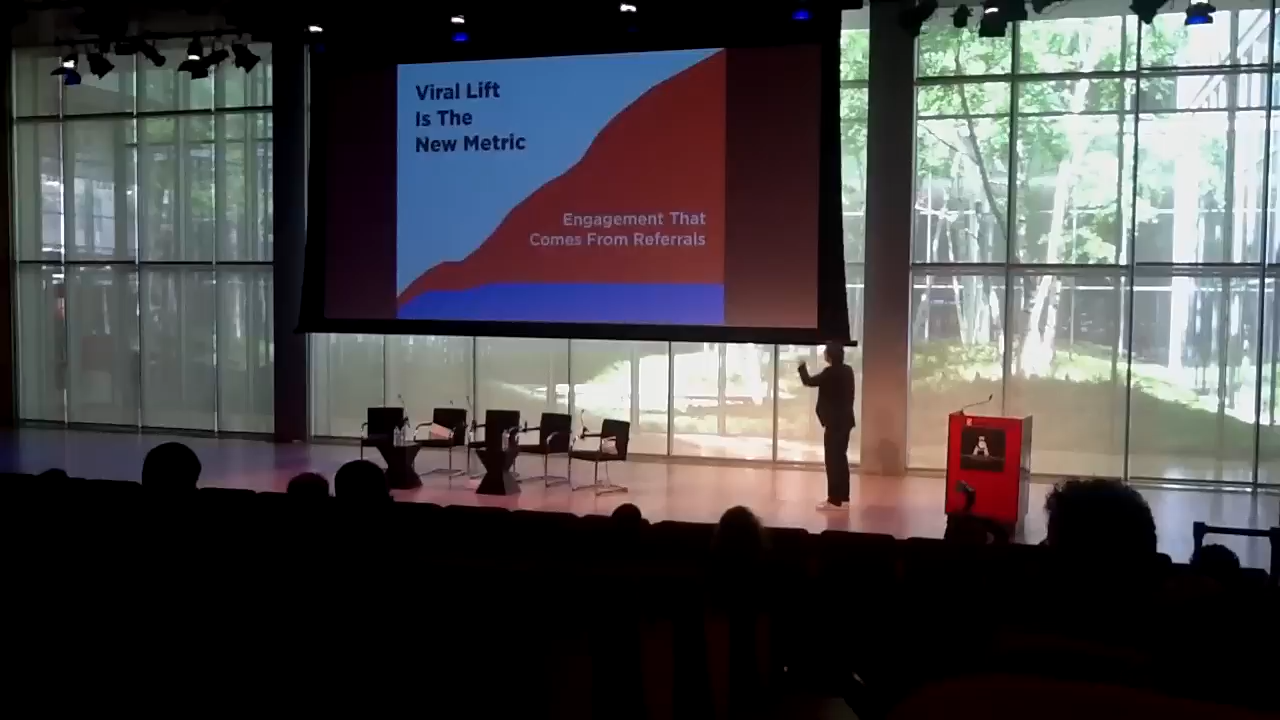 Viral Lift
Is The
New Metric
Engagement That
Comes From Referrals